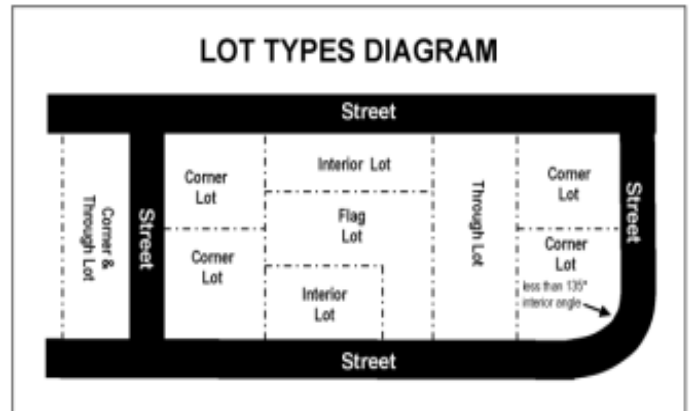 LOT TYPES DIAGRAM
Street
Corner &
Through Lot
Street
Corner
Lot
Corner
Lot
Interior Lot
Flag
Lot
Interior
Lot
Through Lot
Corner
Lot
Corner
Lot
less than 135°
interior angle
Street
Street